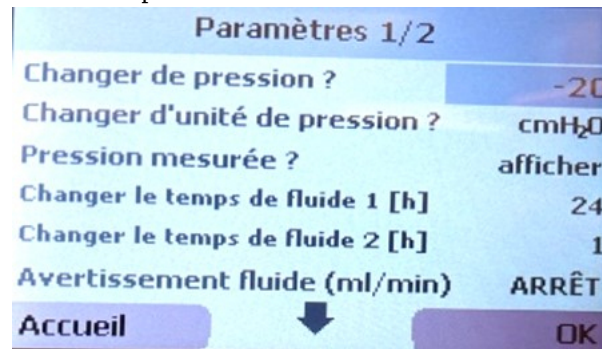 Paramètres 1/2
Changer de pression ? -20
Changer d'unité de pression ? cmH₂O
Pression mesurée ? afficher
Changer le temps de fluide 1 [h] 24
Changer le temps de fluide 2 [h] 1
Avertissement fluide (ml/min) ARRÊT
Accueil OK